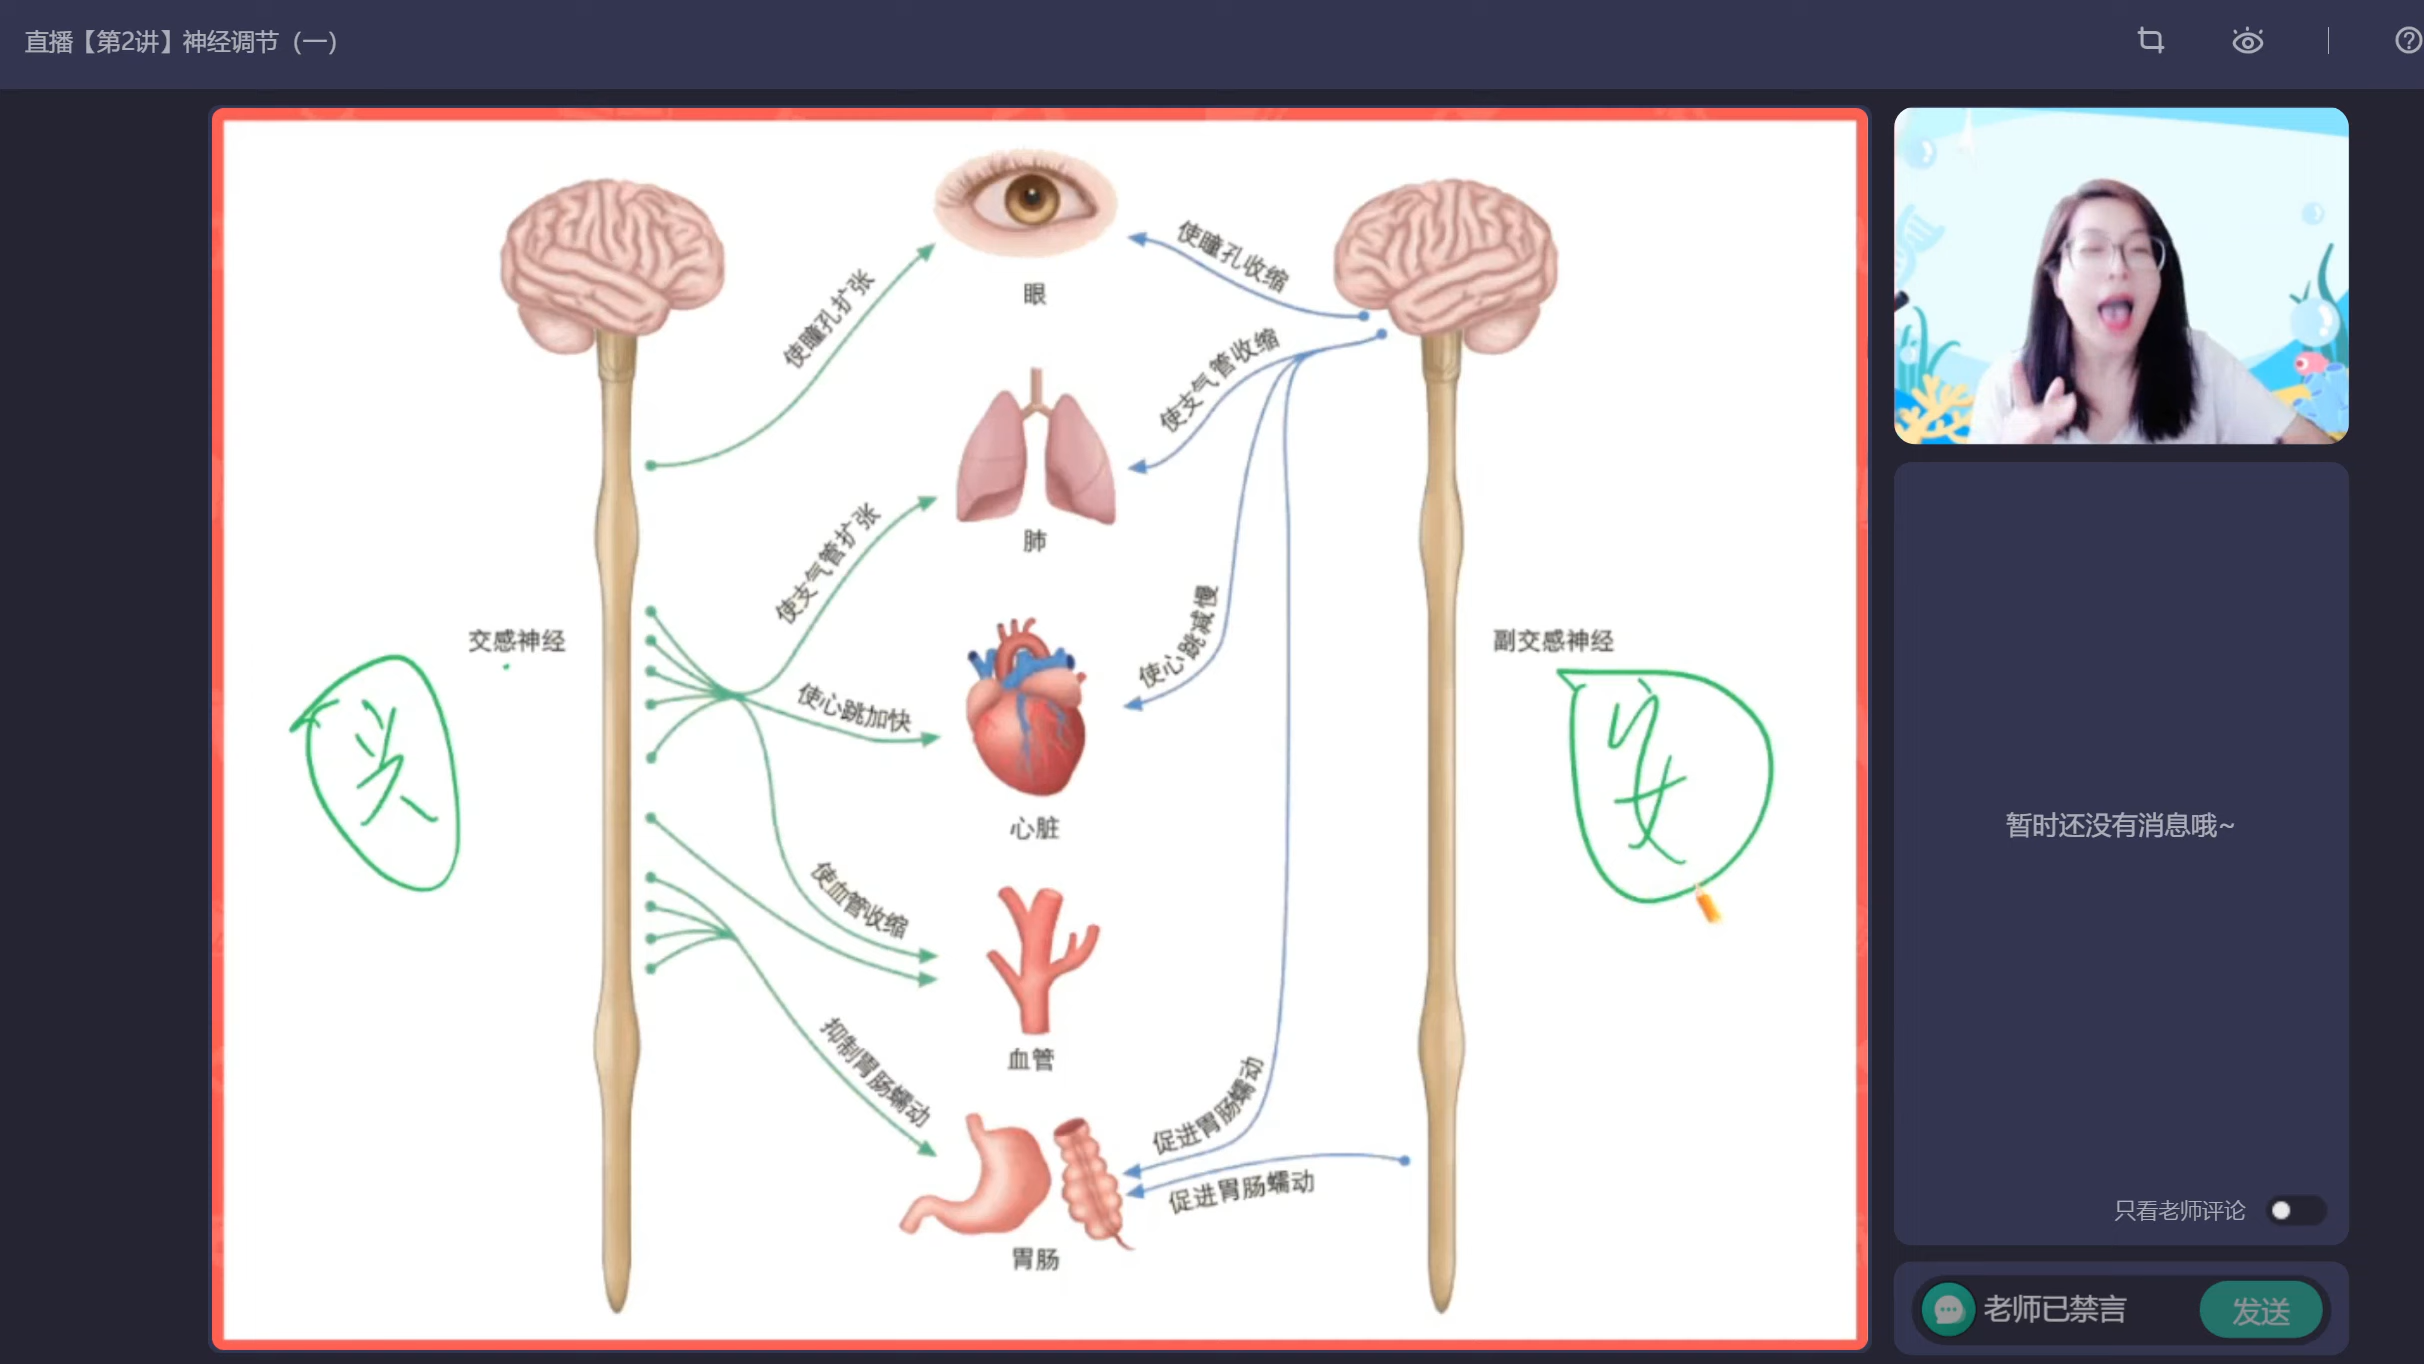 直播【第2讲】神经调节（一）
眼
使瞳孔扩张
使瞳孔收缩
使支气管收缩
使支气管扩张
肺
使心跳减慢
交感神经
副交感神经
使心跳加快
心脏
使血管收缩
血管
抑制胃肠蠕动
促进胃肠蠕动
促进胃肠蠕动
胃肠
暂时还没有消息哦~
只看老师评论
老师已禁言
发送